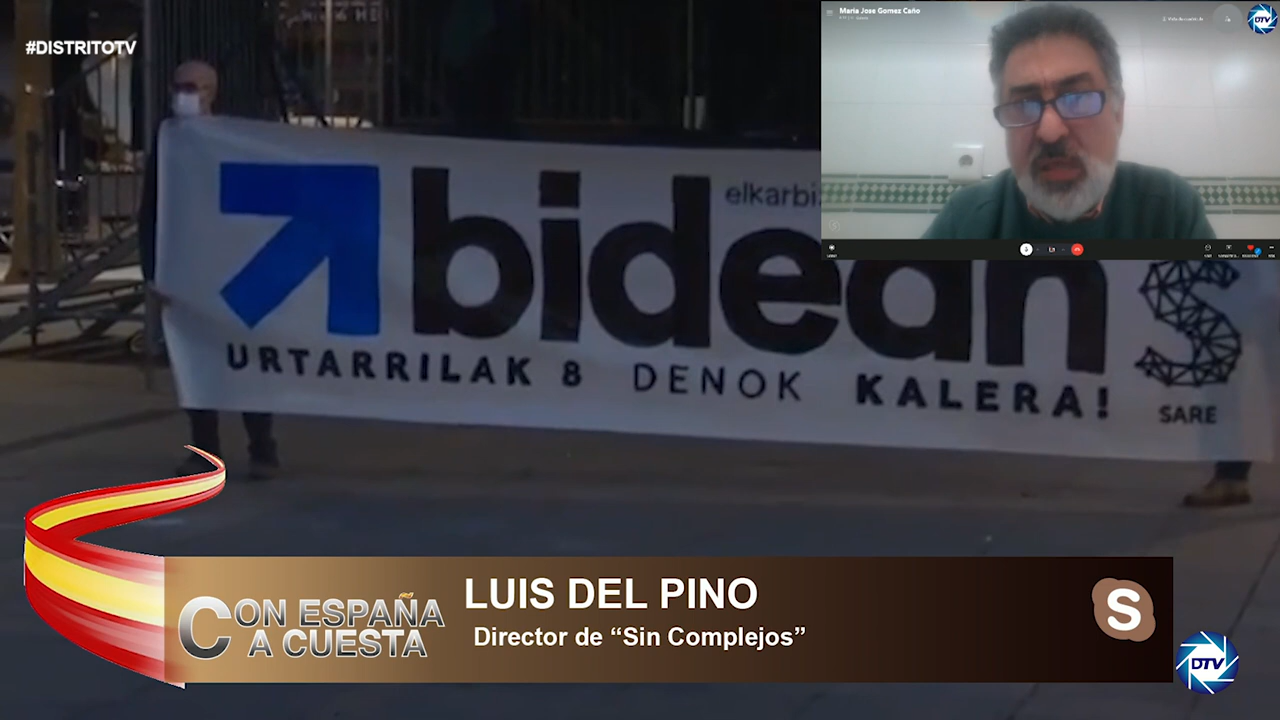 #DISTRITOTV
Maria Jose Gomez Caño
DTV
bidean
elkarbi
URTARRILAK 8 DENOK KALERA!
SARE
CON ESPAÑA
A CUESTA
LUIS DEL PINO
Director de “Sin Complejos”
S
DTV